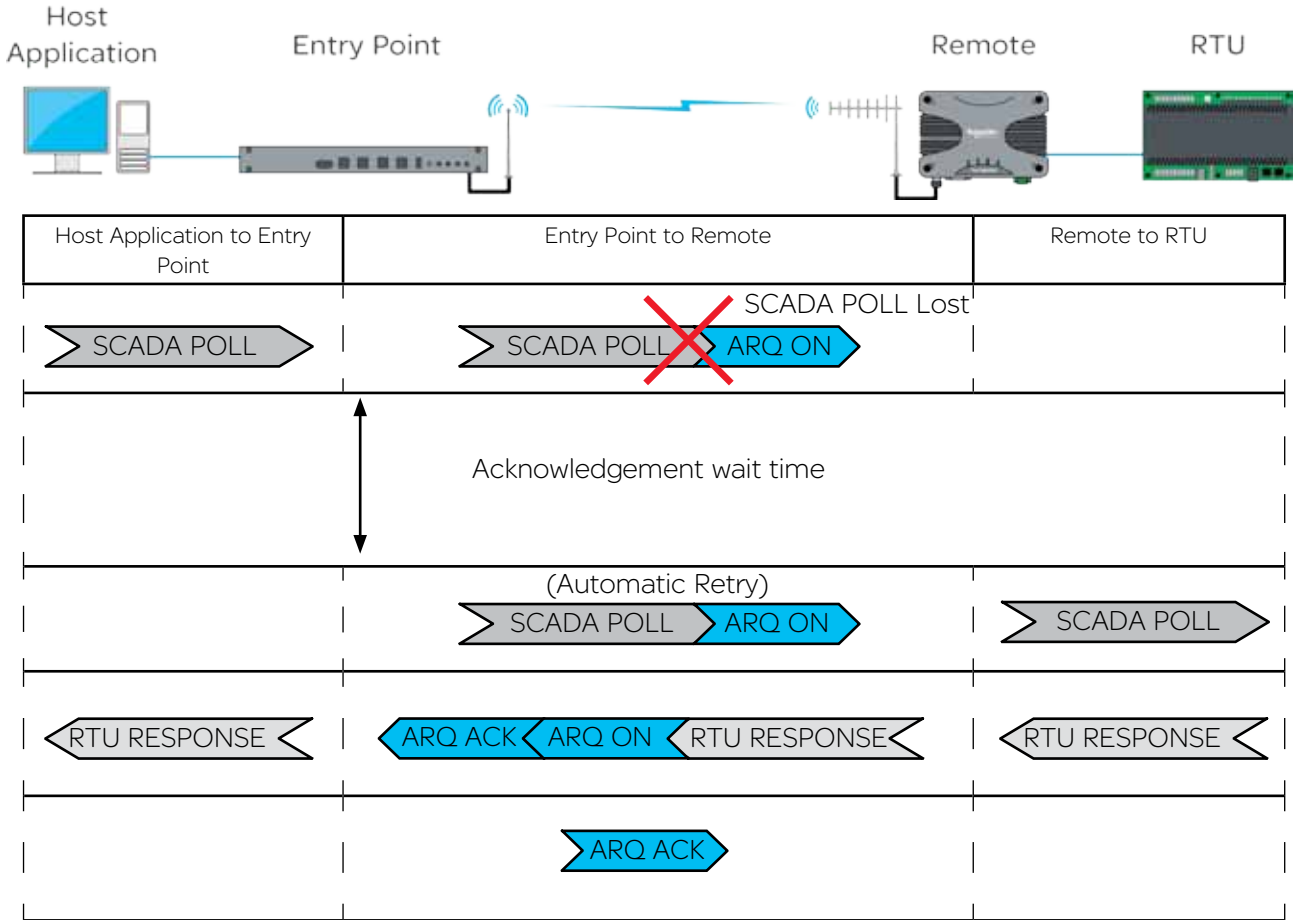 Host
Application
Entry Point
Remote
RTU
Host Application to Entry
Point
Entry Point to Remote
Remote to RTU
SCADA POLL Lost
SCADA POLL
SCADA POLL
ARQ ON
Acknowledgement wait time
(Automatic Retry)
SCADA POLL
ARQ ON
SCADA POLL
RTU RESPONSE
ARQ ACK
ARQ ON
RTU RESPONSE
RTU RESPONSE
ARQ ACK